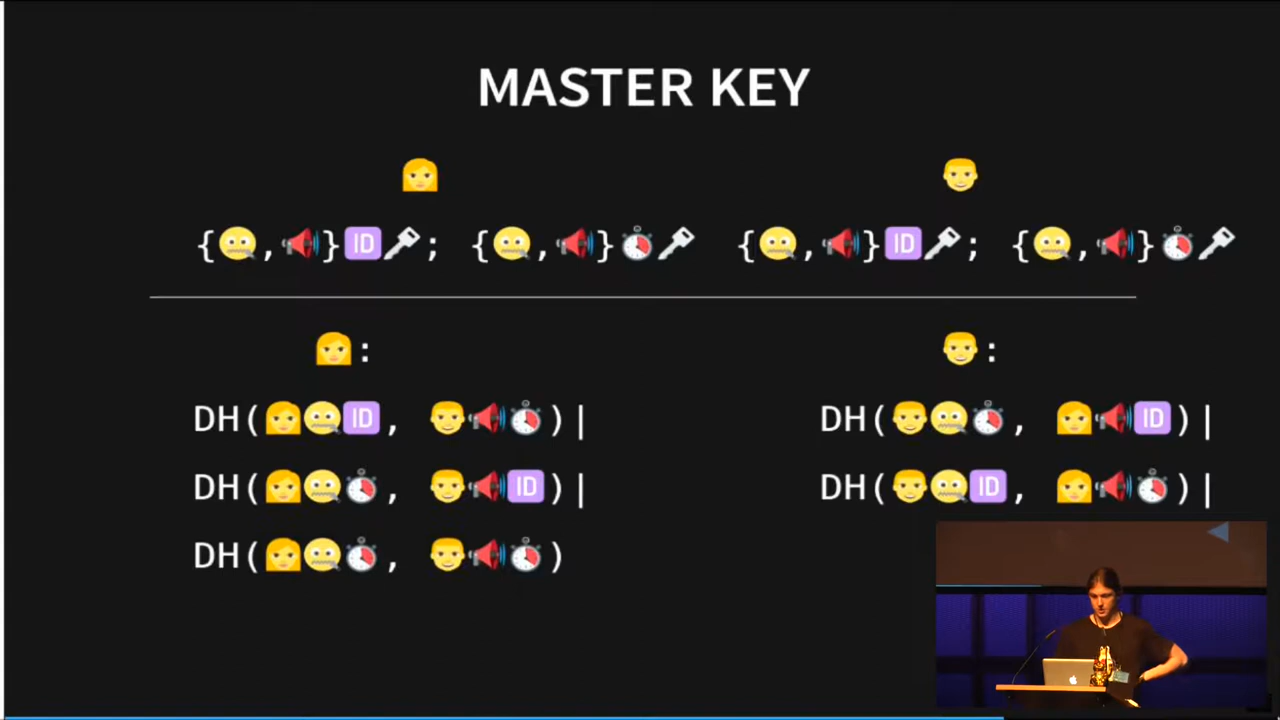 MASTER KEY
👩
👨
{🤐,📣}🆔🔑; {🤐,📣}⏱🔑
{🤐,📣}🆔🔑; {🤐,📣}⏱🔑
👩:
DH(👩🤐🆔, 👨📣⏱)|
DH(👩🤐⏱, 👨📣🆔)|
DH(👩🤐⏱, 👨📣⏱)
👨:
DH(👨🤐⏱, 👩📣🆔)|
DH(👨🤐🆔, 👩📣⏱)|